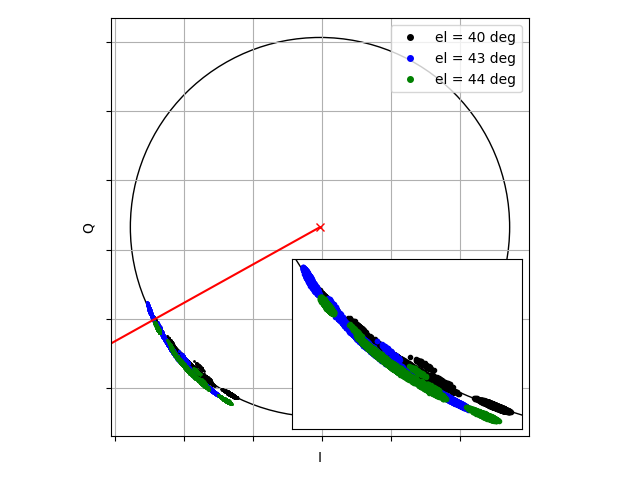 el = 40 deg
el = 43 deg
el = 44 deg
Q
I